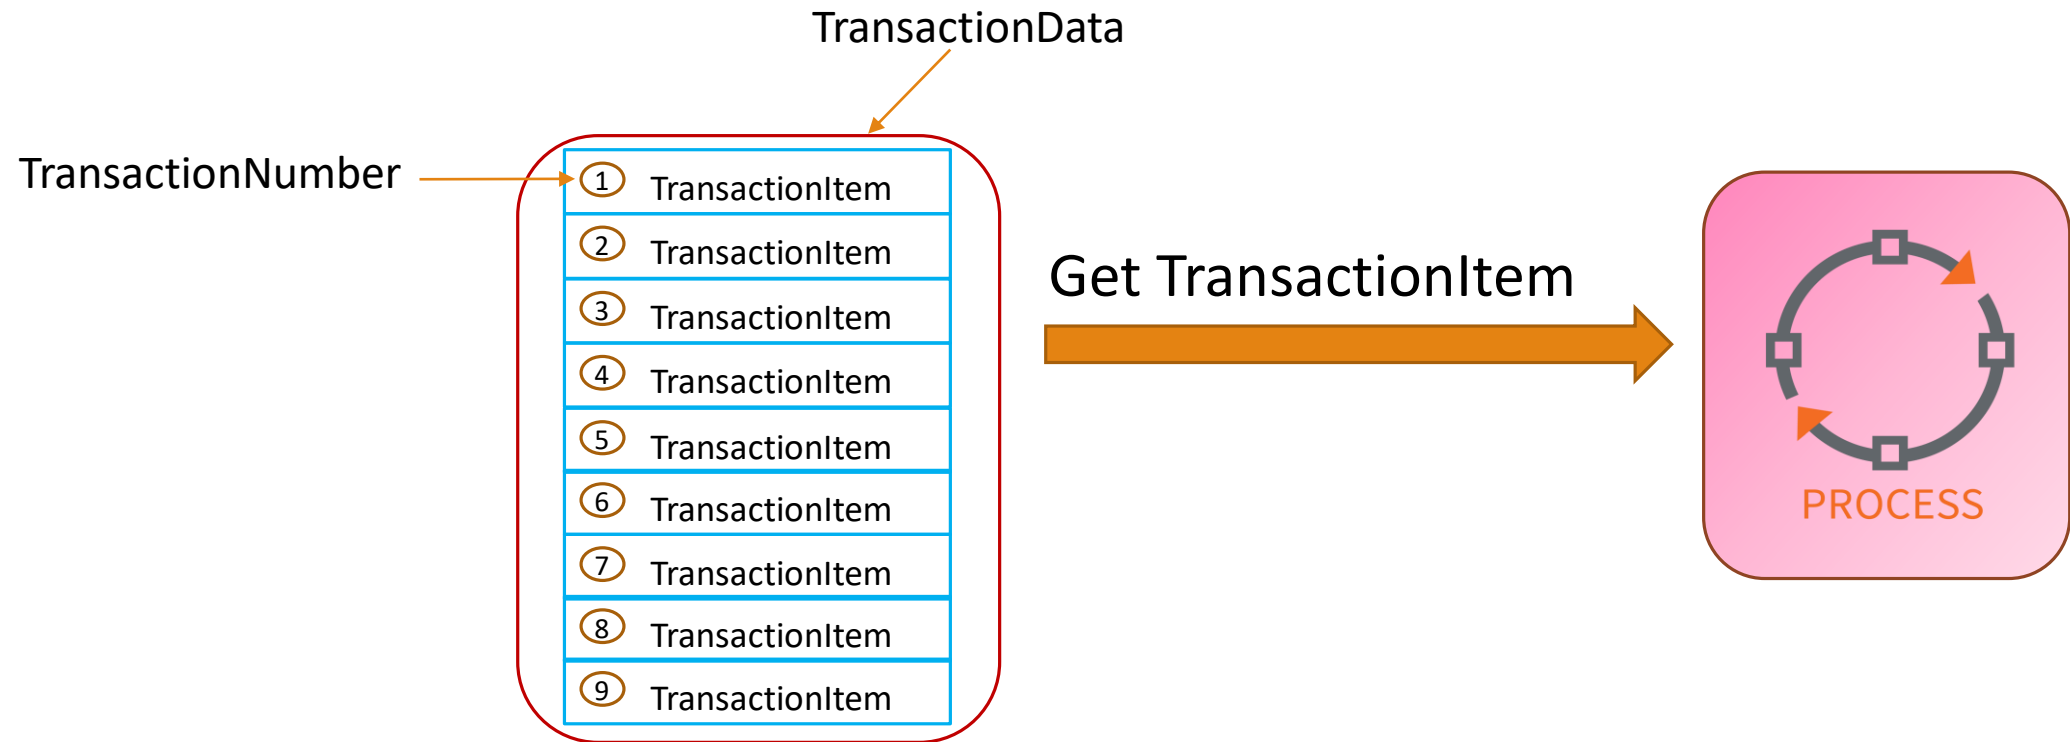 TransactionData
TransactionNumber
1 TransactionItem
2 TransactionItem
3 TransactionItem
4 TransactionItem
5 TransactionItem
6 TransactionItem
7 TransactionItem
8 TransactionItem
9 TransactionItem
Get TransactionItem
PROCESS